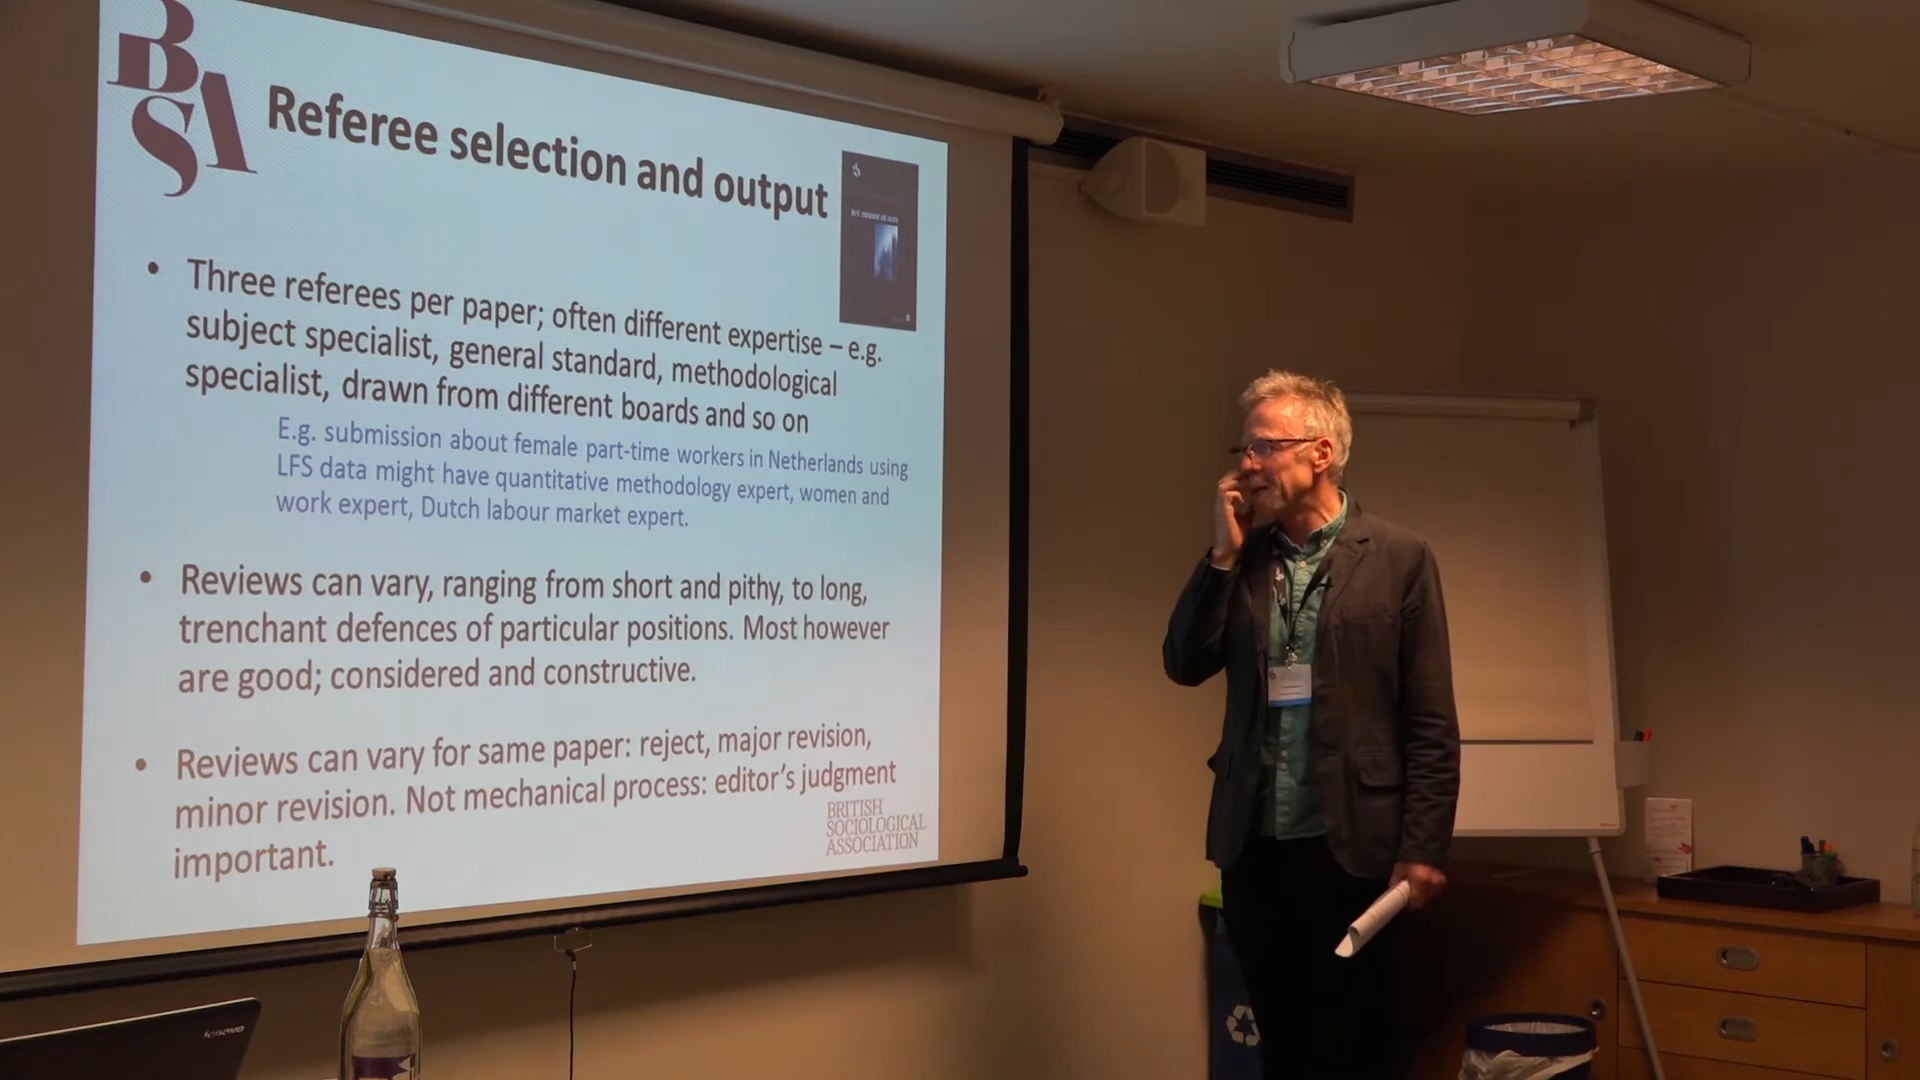 BSA
Referee selection and output
• Three referees per paper; often different expertise – e.g.
subject specialist, general standard, methodological
specialist, drawn from different boards and so on
E.g. submission about female part-time workers in Netherlands using
LFS data might have quantitative methodology expert, women and
work expert, Dutch labour market expert.
• Reviews can vary, ranging from short and pithy, to long,
trenchant defences of particular positions. Most however
are good; considered and constructive.
• Reviews can vary for same paper: reject, major revision,
minor revision. Not mechanical process: editor's judgment
important.
BRITISH
SOCIOLOGICAL
ASSOCIATION
lenovo